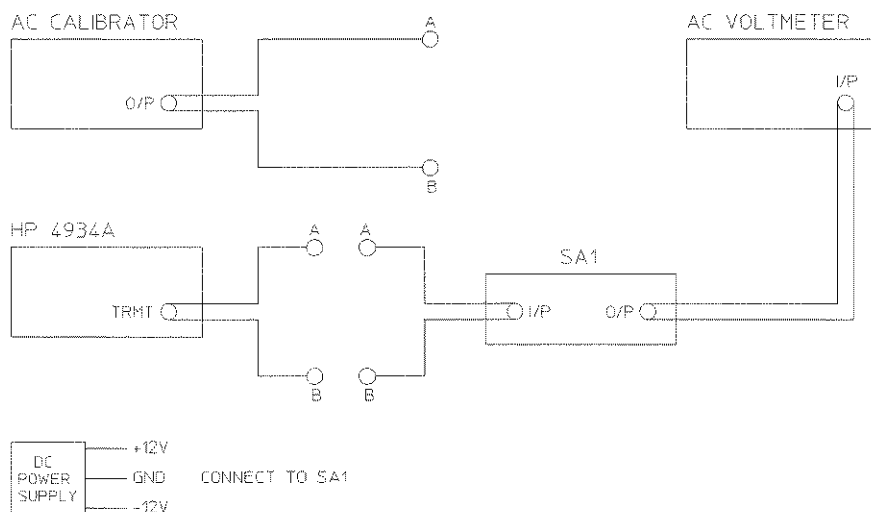 AC CALIBRATOR
A
AC VOLTMETER
O/P
I/P
B
HP 4934A
A A
SA1
TRMT
I/P O/P
B B
DC POWER SUPPLY
+12V
GND CONNECT TO SA1
-12V